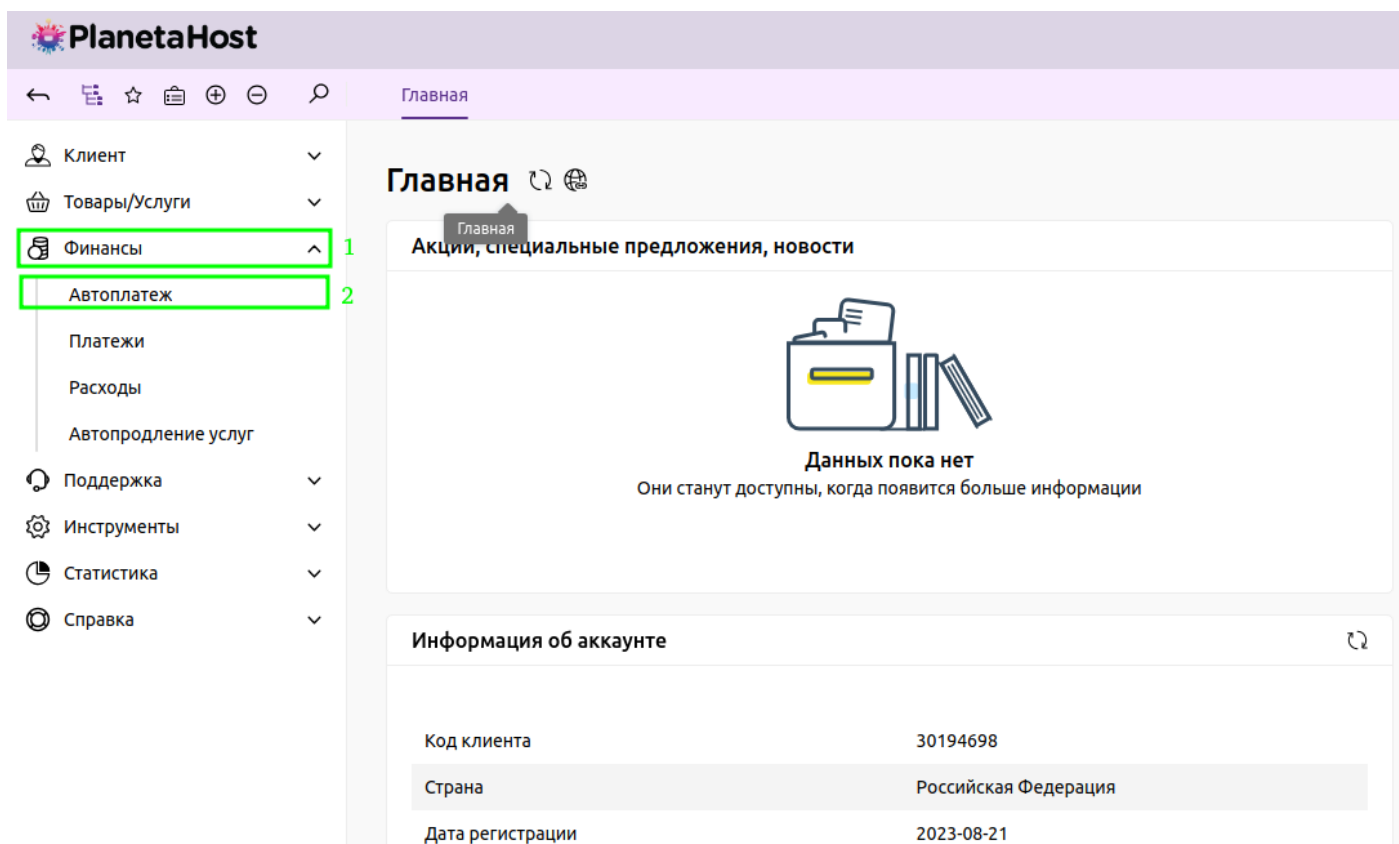 PlanetaHost
Главная
Клиент
Товары/Услуги
Финансы 1
Автоплатеж 2
Платежи
Расходы
Автопродление услуг
Поддержка
Инструменты
Статистика
Справка
Главная
Главная
Акции, специальные предложения, новости
Данных пока нет
Они станут доступны, когда появится больше информации
Информация об аккаунте
Код клиента 30194698
Страна Российская Федерация
Дата регистрации 2023-08-21